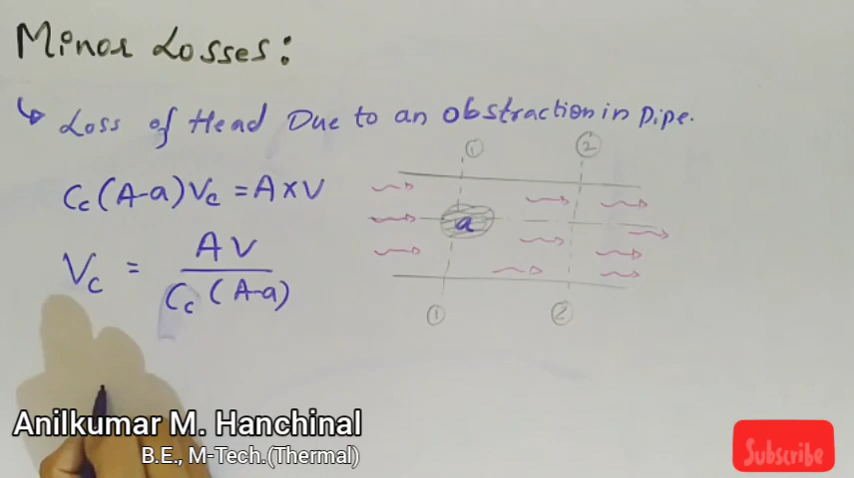 Minor Losses:
↳ Loss of Head Due to an obstraction in pipe.
Cc (A-a) Vc = A x V
Vc = AV / Cc (A-a)
① ②
a
① ②
Anilkumar M. Hanchinal
B.E., M-Tech.(Thermal)
Subscribe